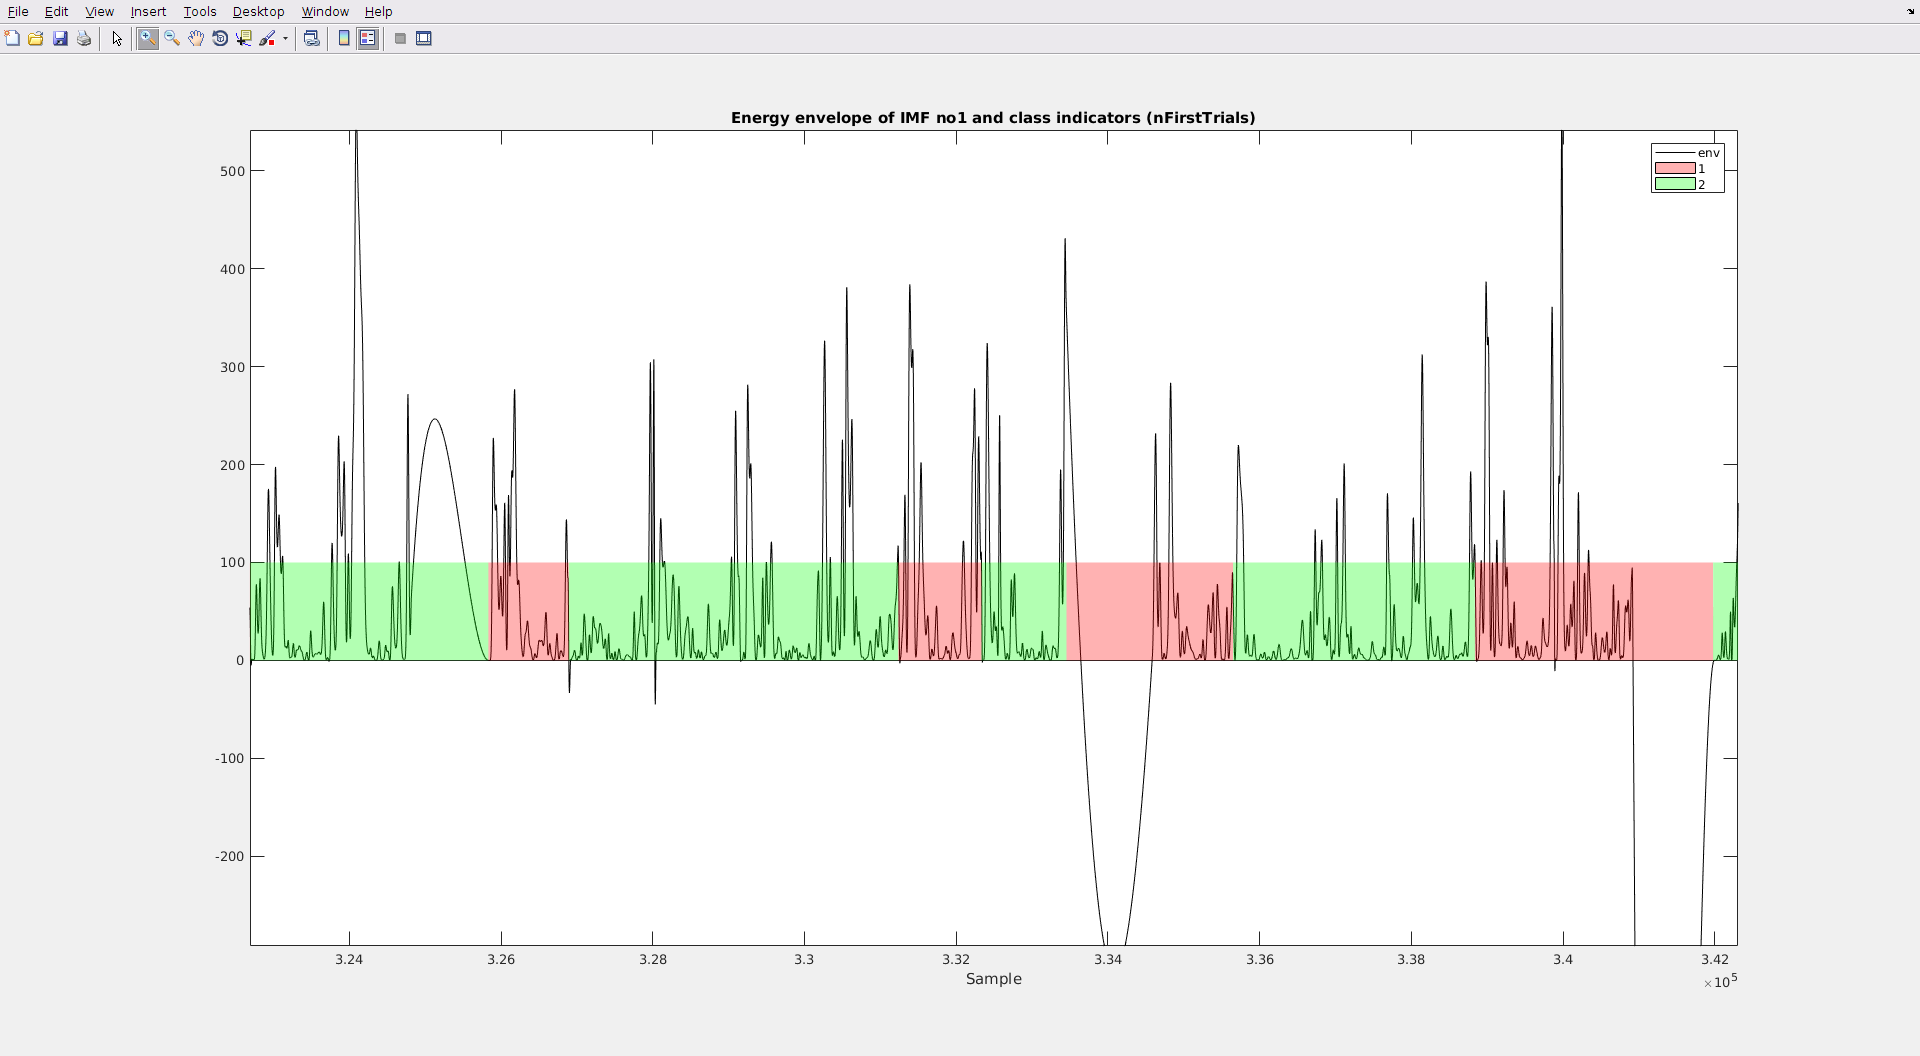 File Edit View Insert Tools Desktop Window Help
Energy envelope of IMF no1 and class indicators (nFirstTrials)
env
1
2
500
400
300
200
100
0
-100
-200
3.24 3.26 3.28 3.3 3.32 3.34 3.36 3.38 3.4 3.42
Sample
×10⁵